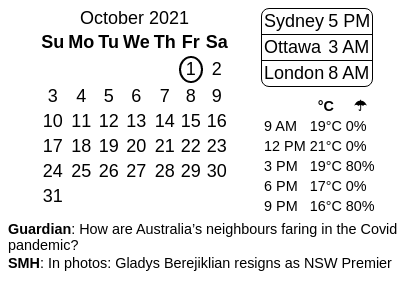 October 2021
Su Mo Tu We Th Fr Sa
1 2
3 4 5 6 7 8 9
10 11 12 13 14 15 16
17 18 19 20 21 22 23
24 25 26 27 28 29 30
31
Sydney 5 PM
Ottawa 3 AM
London 8 AM
°C ☂
9 AM 19°C 0%
12 PM 21°C 0%
3 PM 19°C 80%
6 PM 17°C 0%
9 PM 16°C 80%
Guardian: How are Australia’s neighbours faring in the Covid
pandemic?
SMH: In photos: Gladys Berejiklian resigns as NSW Premier